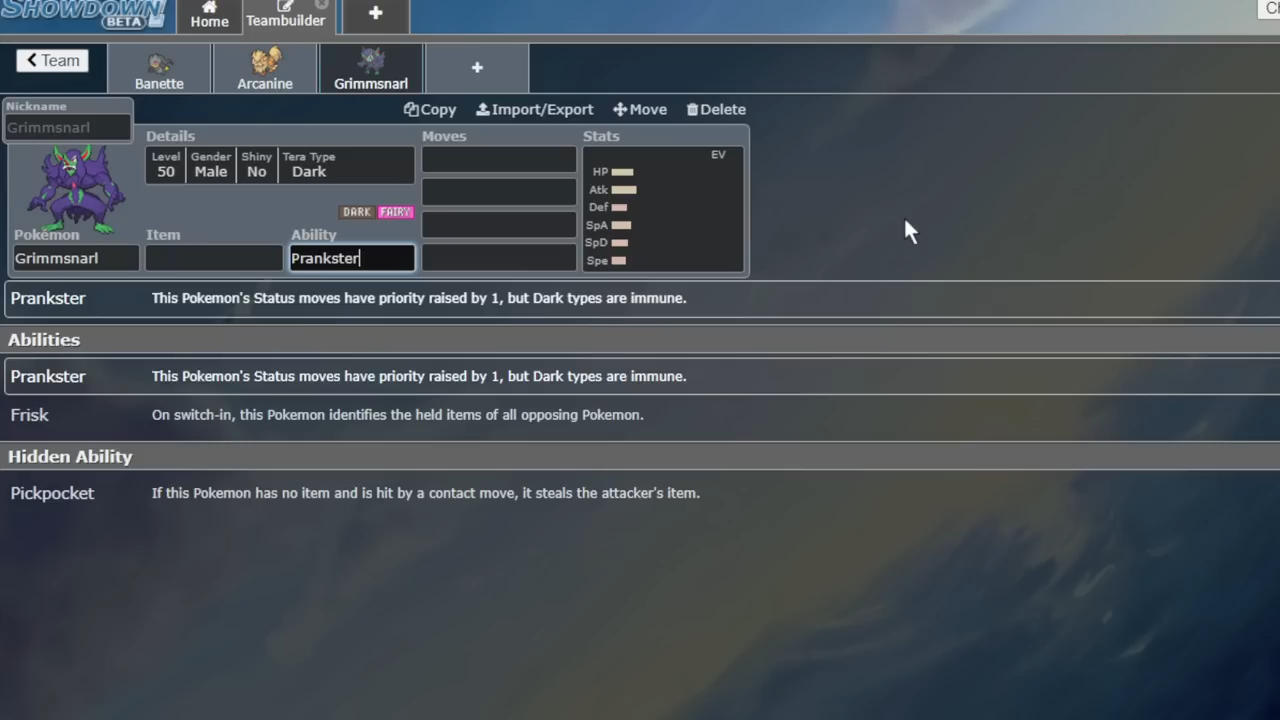 SHOWDOWN
BETA
Home
Teambuilder
+
Team
Banette
Arcanine
Grimmsnarl
+
Nickname
Grimmsnarl
Copy
Import/Export
Move
Delete
Details
Moves
Stats
Level
50
Gender
Male
Shiny
No
Tera Type
Dark
EV
HP
Atk
Def
SpA
SpD
Spe
DARK FAIRY
Pokémon
Item
Ability
Grimmsnarl
Prankster
Prankster This Pokemon's Status moves have priority raised by 1, but Dark types are immune.
Abilities
Prankster This Pokemon's Status moves have priority raised by 1, but Dark types are immune.
Frisk On switch-in, this Pokemon identifies the held items of all opposing Pokemon.
Hidden Ability
Pickpocket If this Pokemon has no item and is hit by a contact move, it steals the attacker's item.